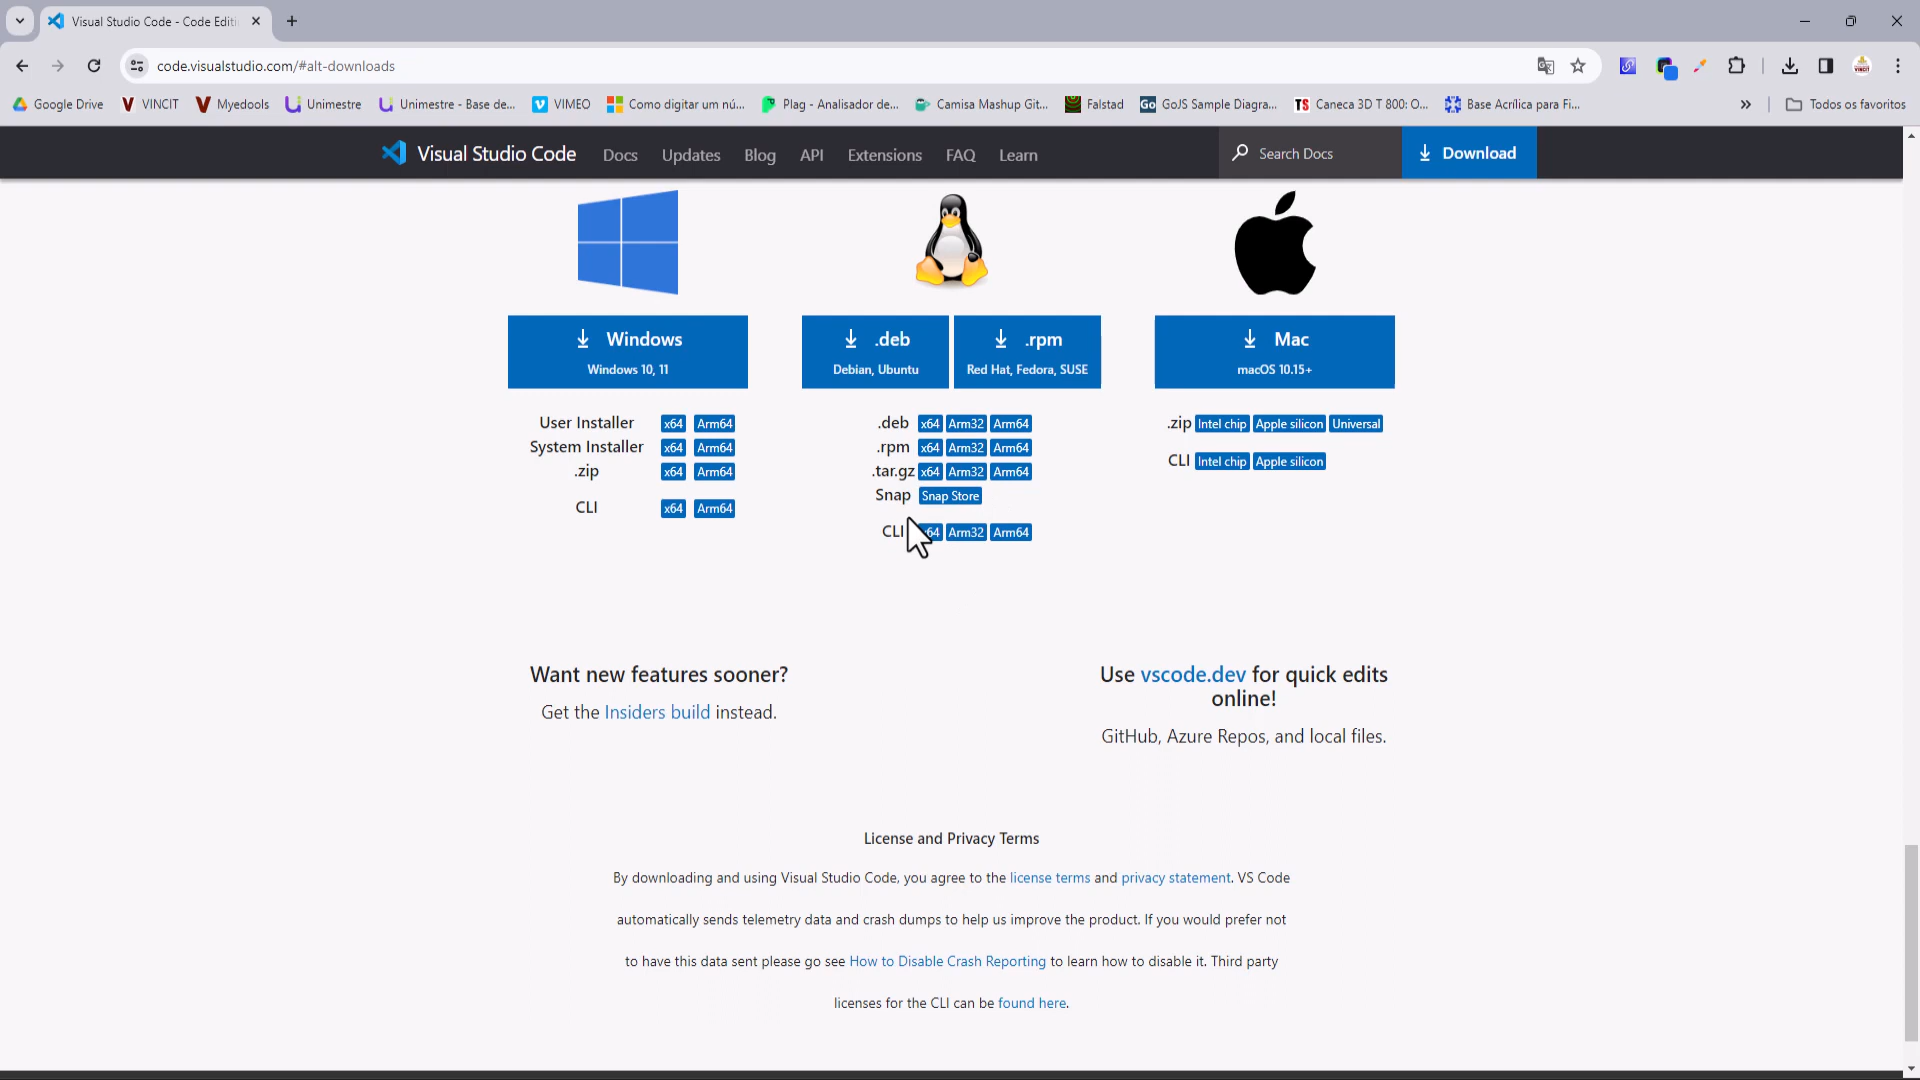 Visual Studio Code - Code Editi
code.visualstudio.com/#alt-downloads
Google Drive VINCIT Myedools Unimestre Unimestre - Base de... VIMEO Como digitar um nú... Plag - Analisador de... Camisa Mashup Git... Falstad Go GoJS Sample Diagra... TS Caneca 3D T 800: O... Base Acrílica para Fi... » Todos os favoritos
Visual Studio Code Docs Updates Blog API Extensions FAQ Learn Search Docs Download
Windows .deb .rpm Mac
Windows 10, 11 Debian, Ubuntu Red Hat, Fedora, SUSE macOS 10.15+
User Installer x64 Arm64 .deb x64 Arm32 Arm64 .zip Intel chip Apple silicon Universal
System Installer x64 Arm64 .rpm x64 Arm32 Arm64
.zip x64 Arm64 .tar.gz x64 Arm32 Arm64 CLI Intel chip Apple silicon
Snap Snap Store
CLI x64 Arm64
CLI 64 Arm32 Arm64
Want new features sooner?
Get the Insiders build instead.
Use vscode.dev for quick edits
online!
GitHub, Azure Repos, and local files.
License and Privacy Terms
By downloading and using Visual Studio Code, you agree to the license terms and privacy statement. VS Code
automatically sends telemetry data and crash dumps to help us improve the product. If you would prefer not
to have this data sent please go see How to Disable Crash Reporting to learn how to disable it. Third party
licenses for the CLI can be found here.